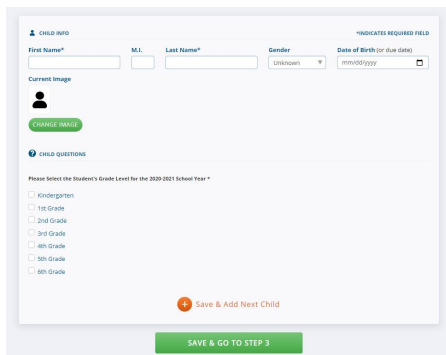 CHILD INFO *INDICATES REQUIRED FIELD
First Name* M.I. Last Name* Gender Date of Birth (or due date)
Unknown mm/dd/yyyy
Current Image
CHANGE IMAGE
? CHILD QUESTIONS
Please Select the Student's Grade Level for the 2020-2021 School Year *
Kindergarten
1st Grade
2nd Grade
3rd Grade
4th Grade
5th Grade
6th Grade
+ Save & Add Next Child
SAVE & GO TO STEP 3